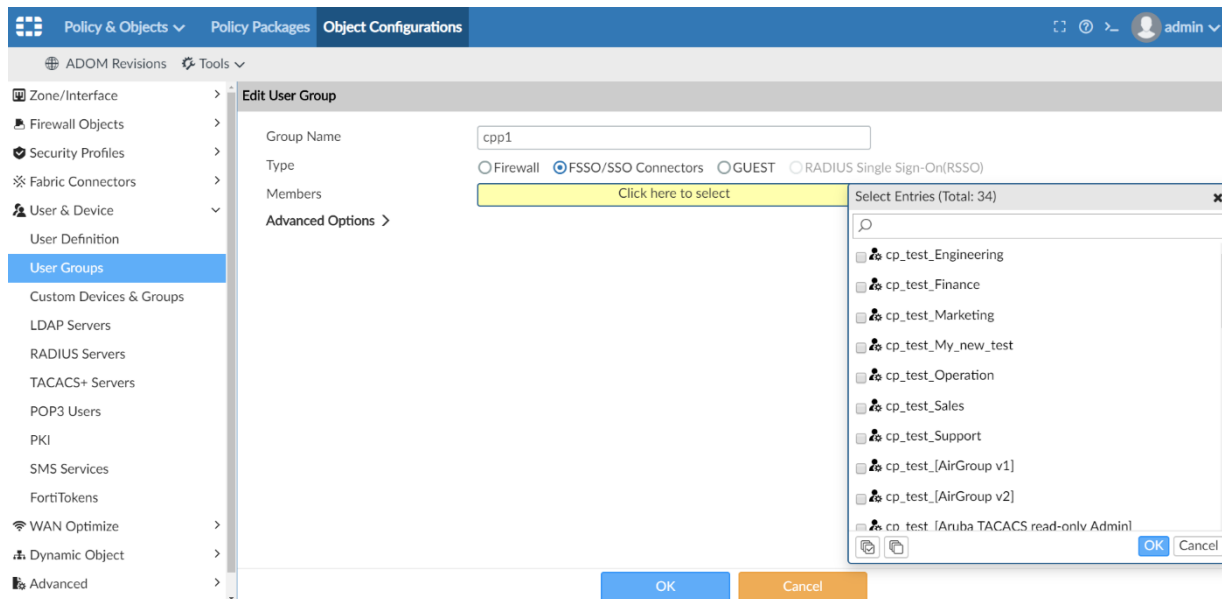 Policy & Objects Policy Packages Object Configurations admin
ADOM Revisions Tools
Zone/Interface
Firewall Objects
Security Profiles
Fabric Connectors
User & Device
User Definition
User Groups
Custom Devices & Groups
LDAP Servers
RADIUS Servers
TACACS+ Servers
POP3 Users
PKI
SMS Services
FortiTokens
WAN Optimize
Dynamic Object
Advanced
Edit User Group
Group Name cpp1
Type Firewall FSSO/SSO Connectors GUEST RADIUS Single Sign-On(RSSO)
Members Click here to select
Advanced Options >
Select Entries (Total: 34)
cp_test_Engineering
cp_test_Finance
cp_test_Marketing
cp_test_My_new_test
cp_test_Operation
cp_test_Sales
cp_test_Support
cp_test_[AirGroup v1]
cp_test_[AirGroup v2]
cp_test_[Aruba TACACS read-only Admin]
OK Cancel
OK Cancel